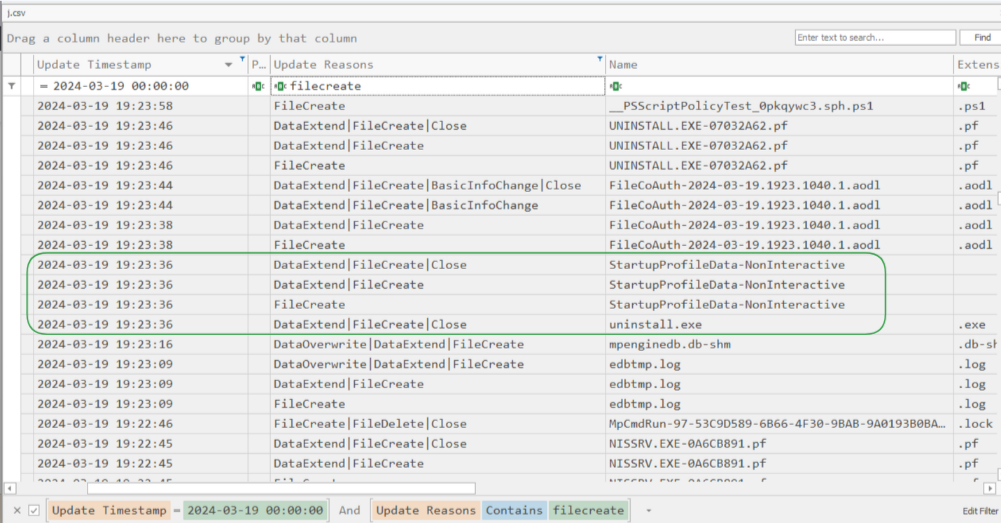 j.csv
Drag a column header here to group by that column
Enter text to search...
Find
Update Timestamp P... Update Reasons Name Extens
= 2024-03-19 00:00:00 filecreate
2024-03-19 19:23:58 FileCreate __PSScriptPolicyTest_0pkqywc3.sph.ps1 .ps1
2024-03-19 19:23:46 DataExtend|FileCreate|Close UNINSTALL.EXE-07032A62.pf .pf
2024-03-19 19:23:46 DataExtend|FileCreate UNINSTALL.EXE-07032A62.pf .pf
2024-03-19 19:23:46 FileCreate UNINSTALL.EXE-07032A62.pf .pf
2024-03-19 19:23:44 DataExtend|FileCreate|BasicInfoChange|Close FileCoAuth-2024-03-19.1923.1040.1.aodl .aodl
2024-03-19 19:23:44 DataExtend|FileCreate|BasicInfoChange FileCoAuth-2024-03-19.1923.1040.1.aodl .aodl
2024-03-19 19:23:38 DataExtend|FileCreate FileCoAuth-2024-03-19.1923.1040.1.aodl .aodl
2024-03-19 19:23:38 FileCreate FileCoAuth-2024-03-19.1923.1040.1.aodl .aodl
2024-03-19 19:23:36 DataExtend|FileCreate|Close StartupProfileData-NonInteractive
2024-03-19 19:23:36 DataExtend|FileCreate StartupProfileData-NonInteractive
2024-03-19 19:23:36 FileCreate StartupProfileData-NonInteractive
2024-03-19 19:23:36 DataExtend|FileCreate|Close uninstall.exe .exe
2024-03-19 19:23:16 DataOverwrite|DataExtend|FileCreate mpenginedb.db-shm .db-sh
2024-03-19 19:23:09 DataOverwrite|DataExtend|FileCreate edbtmp.log .log
2024-03-19 19:23:09 DataExtend|FileCreate edbtmp.log .log
2024-03-19 19:23:09 FileCreate edbtmp.log .log
2024-03-19 19:22:46 FileCreate|FileDelete|Close MpCmdRun-97-53C9D589-6B66-4F30-9BAB-9A0193B0BA... .lock
2024-03-19 19:22:45 DataExtend|FileCreate|Close NISSRV.EXE-0A6CB891.pf .pf
2024-03-19 19:22:45 DataExtend|FileCreate NISSRV.EXE-0A6CB891.pf .pf
Update Timestamp = 2024-03-19 00:00:00 And Update Reasons Contains filecreate Edit Filter